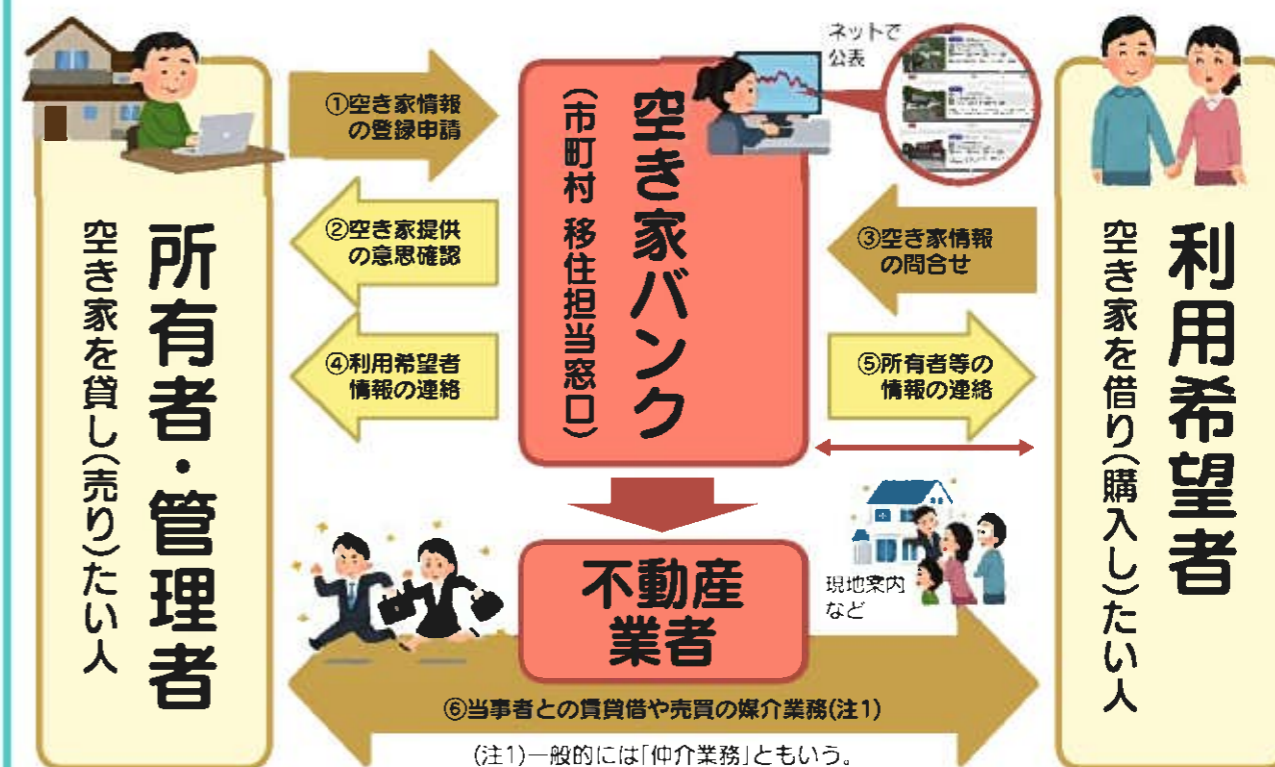 所有者・管理者
空き家を貸し(売り)たい人
①空き家情報
の登録申請
②空き家提供
の意思確認
④利用希望者
情報の連絡
空き家バンク
(市町村 移住担当窓口)
ネットで
公表
③空き家情報
の問合せ
⑤所有者等の
情報の連絡
利用希望者
空き家を借り(購入し)たい人
現地案内
など
不動産
業者
⑥当事者との賃貸借や売買の媒介業務(注1)
(注1)一般的には「仲介業務」ともいう。